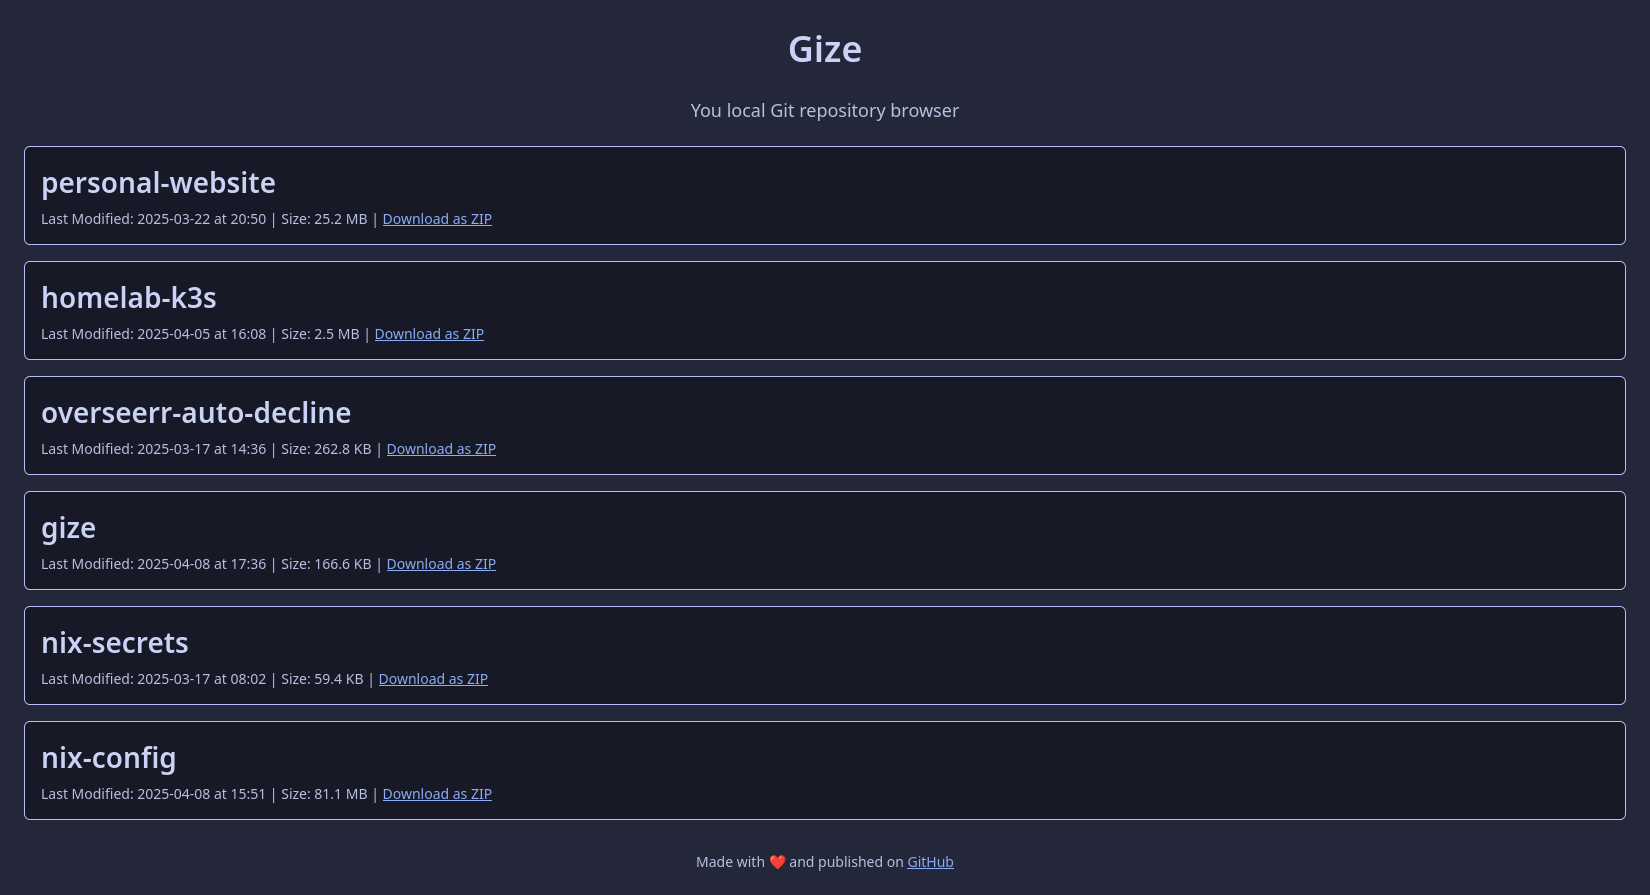 Gize
You local Git repository browser
personal-website
Last Modified: 2025-03-22 at 20:50 | Size: 25.2 MB | Download as ZIP
homelab-k3s
Last Modified: 2025-04-05 at 16:08 | Size: 2.5 MB | Download as ZIP
overseerr-auto-decline
Last Modified: 2025-03-17 at 14:36 | Size: 262.8 KB | Download as ZIP
gize
Last Modified: 2025-04-08 at 17:36 | Size: 166.6 KB | Download as ZIP
nix-secrets
Last Modified: 2025-03-17 at 08:02 | Size: 59.4 KB | Download as ZIP
nix-config
Last Modified: 2025-04-08 at 15:51 | Size: 81.1 MB | Download as ZIP
Made with ❤️ and published on GitHub